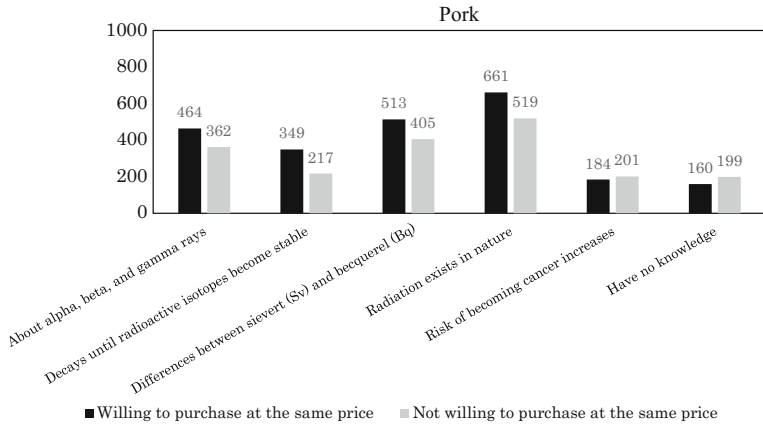 Pork
1000
800
600
400
200
0
464
362
349
217
513
405
661
519
184
201
160
199
About alpha, beta, and gamma rays
Decays until radioactive isotopes become stable
Differences between sievert (Sv) and becquerel (Bq)
Radiation exists in nature
Risk of becoming cancer increases
Have no knowledge
Willing to purchase at the same price
Not willing to purchase at the same price